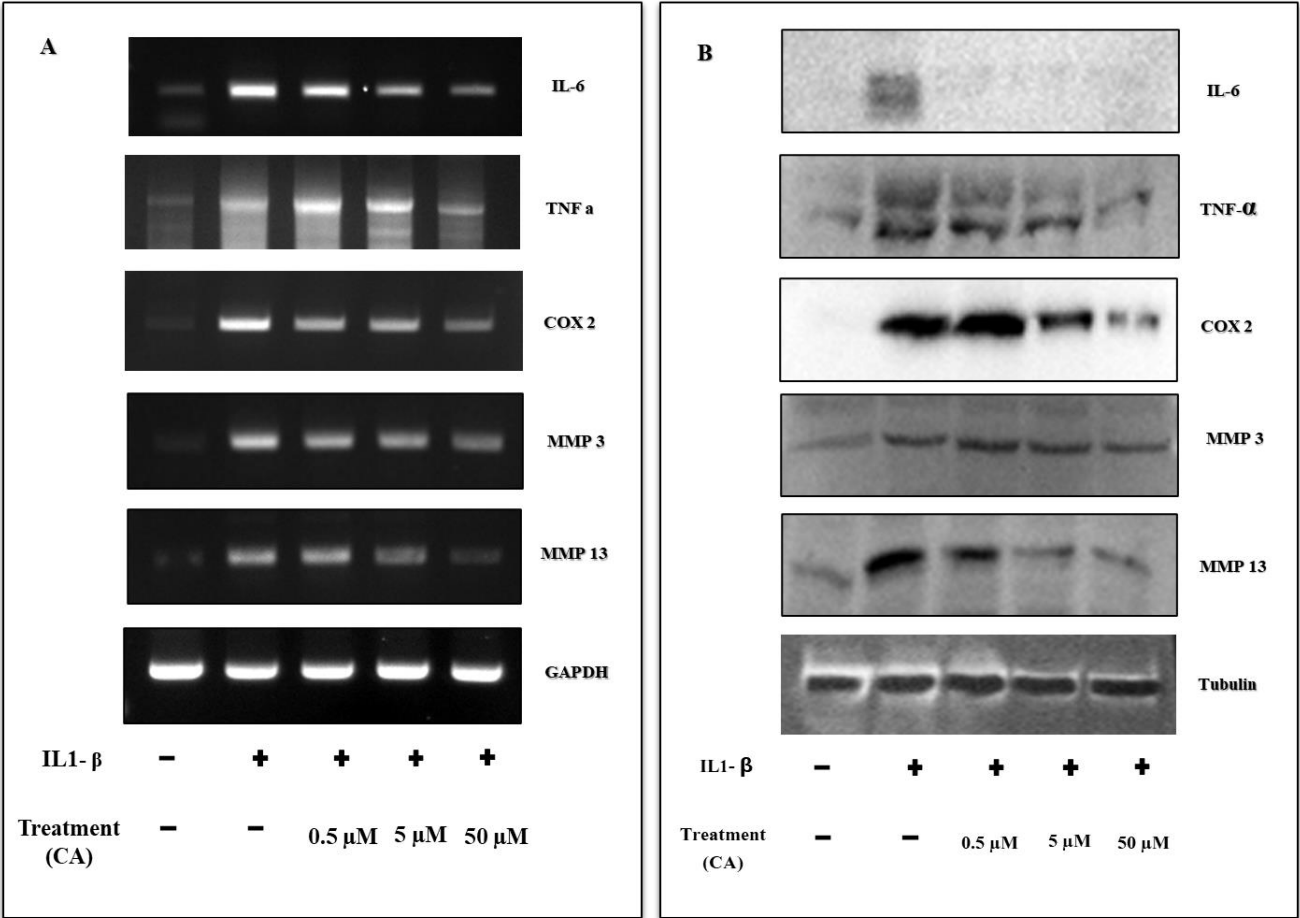 A
IL-6
TNF a
COX 2
MMP 3
MMP 13
GAPDH
IL1- β − + + + +
Treatment (CA) − − 0.5 µM 5 µM 50 µM
B
IL-6
TNF-α
COX 2
MMP 3
MMP 13
Tubulin
IL1- β − + + + +
Treatment (CA) − − 0.5 µM 5 µM 50 µM